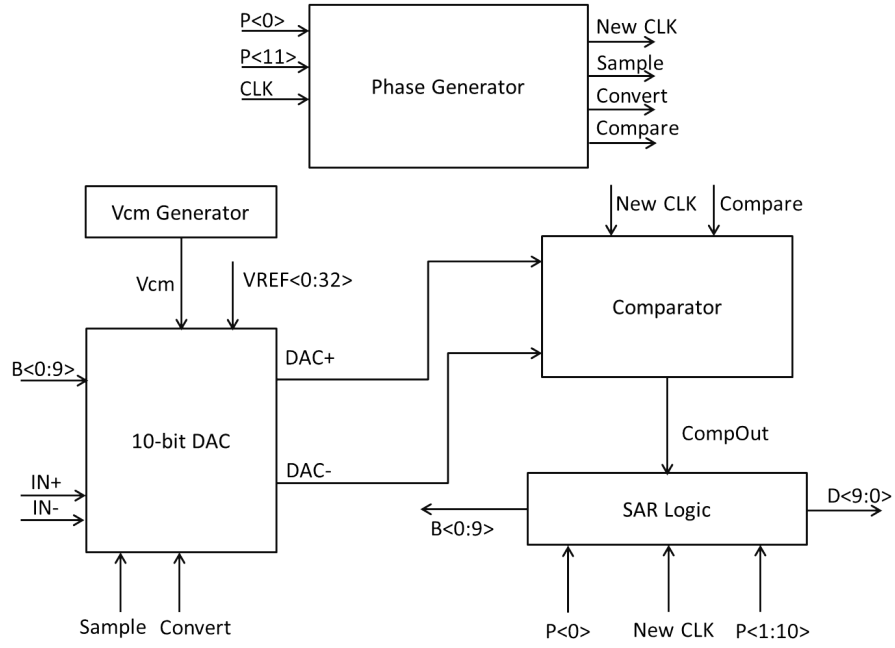 P<0>
P<11>
CLK
Phase Generator
New CLK
Sample
Convert
Compare
Vcm Generator
Vcm
VREF<0:32>
New CLK
Compare
Comparator
B<0:9>
IN+
IN-
10-bit DAC
DAC+
DAC-
CompOut
SAR Logic
B<0:9>
D<9:0>
Sample
Convert
P<0>
New CLK
P<1:10>